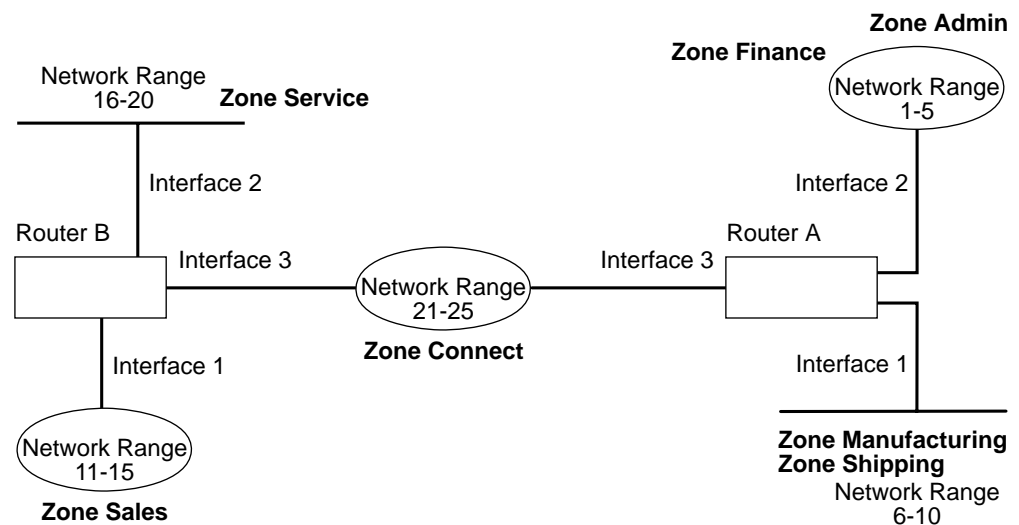 Zone Admin
Zone Finance
Network Range
1-5
Network Range
16-20
Zone Service
Interface 2
Interface 2
Router B
Router A
Interface 3
Interface 3
Network Range
21-25
Zone Connect
Interface 1
Interface 1
Network Range
11-15
Zone Sales
Zone Manufacturing
Zone Shipping
Network Range
6-10